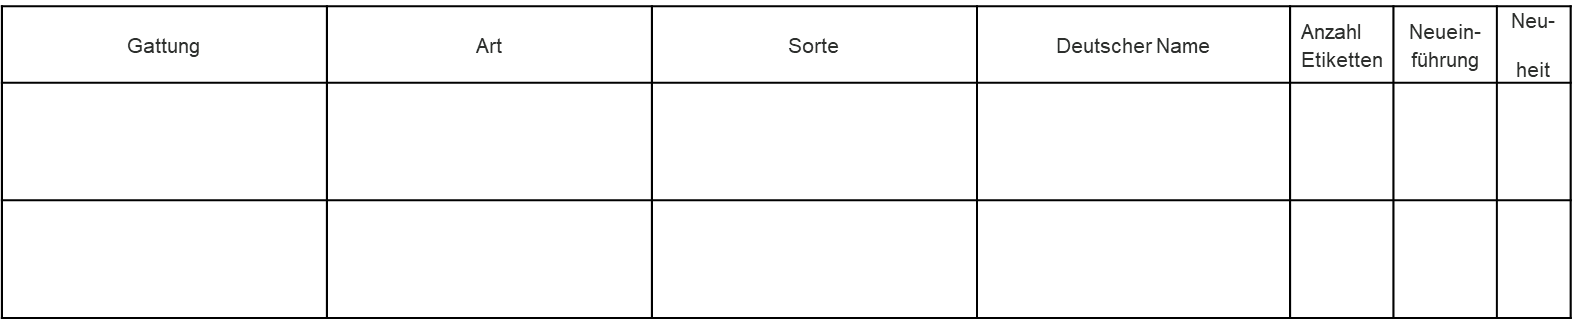 Gattung
Art
Sorte
Deutscher Name
Anzahl
Etiketten
Neuein-
führung
Neu-
heit